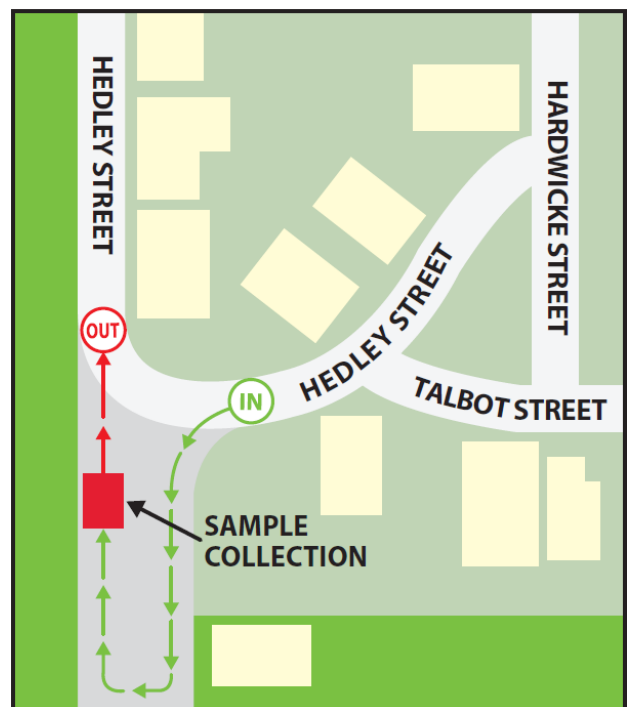 HEDLEY STREET
HARDWICKE STREET
OUT
HEDLEY STREET
IN
TALBOT STREET
SAMPLE
COLLECTION